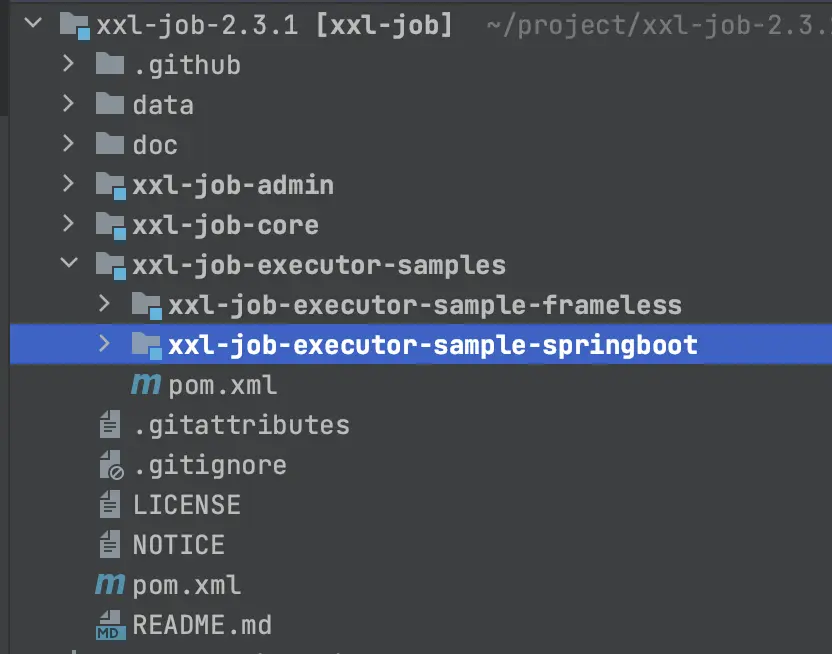 xxl-job-2.3.1 [xxl-job] ~/project/xxl-job-2.3.
.github
data
doc
xxl-job-admin
xxl-job-core
xxl-job-executor-samples
xxl-job-executor-sample-frameless
xxl-job-executor-sample-springboot
m pom.xml
.gitattributes
.gitignore
LICENSE
NOTICE
m pom.xml
MD README.md